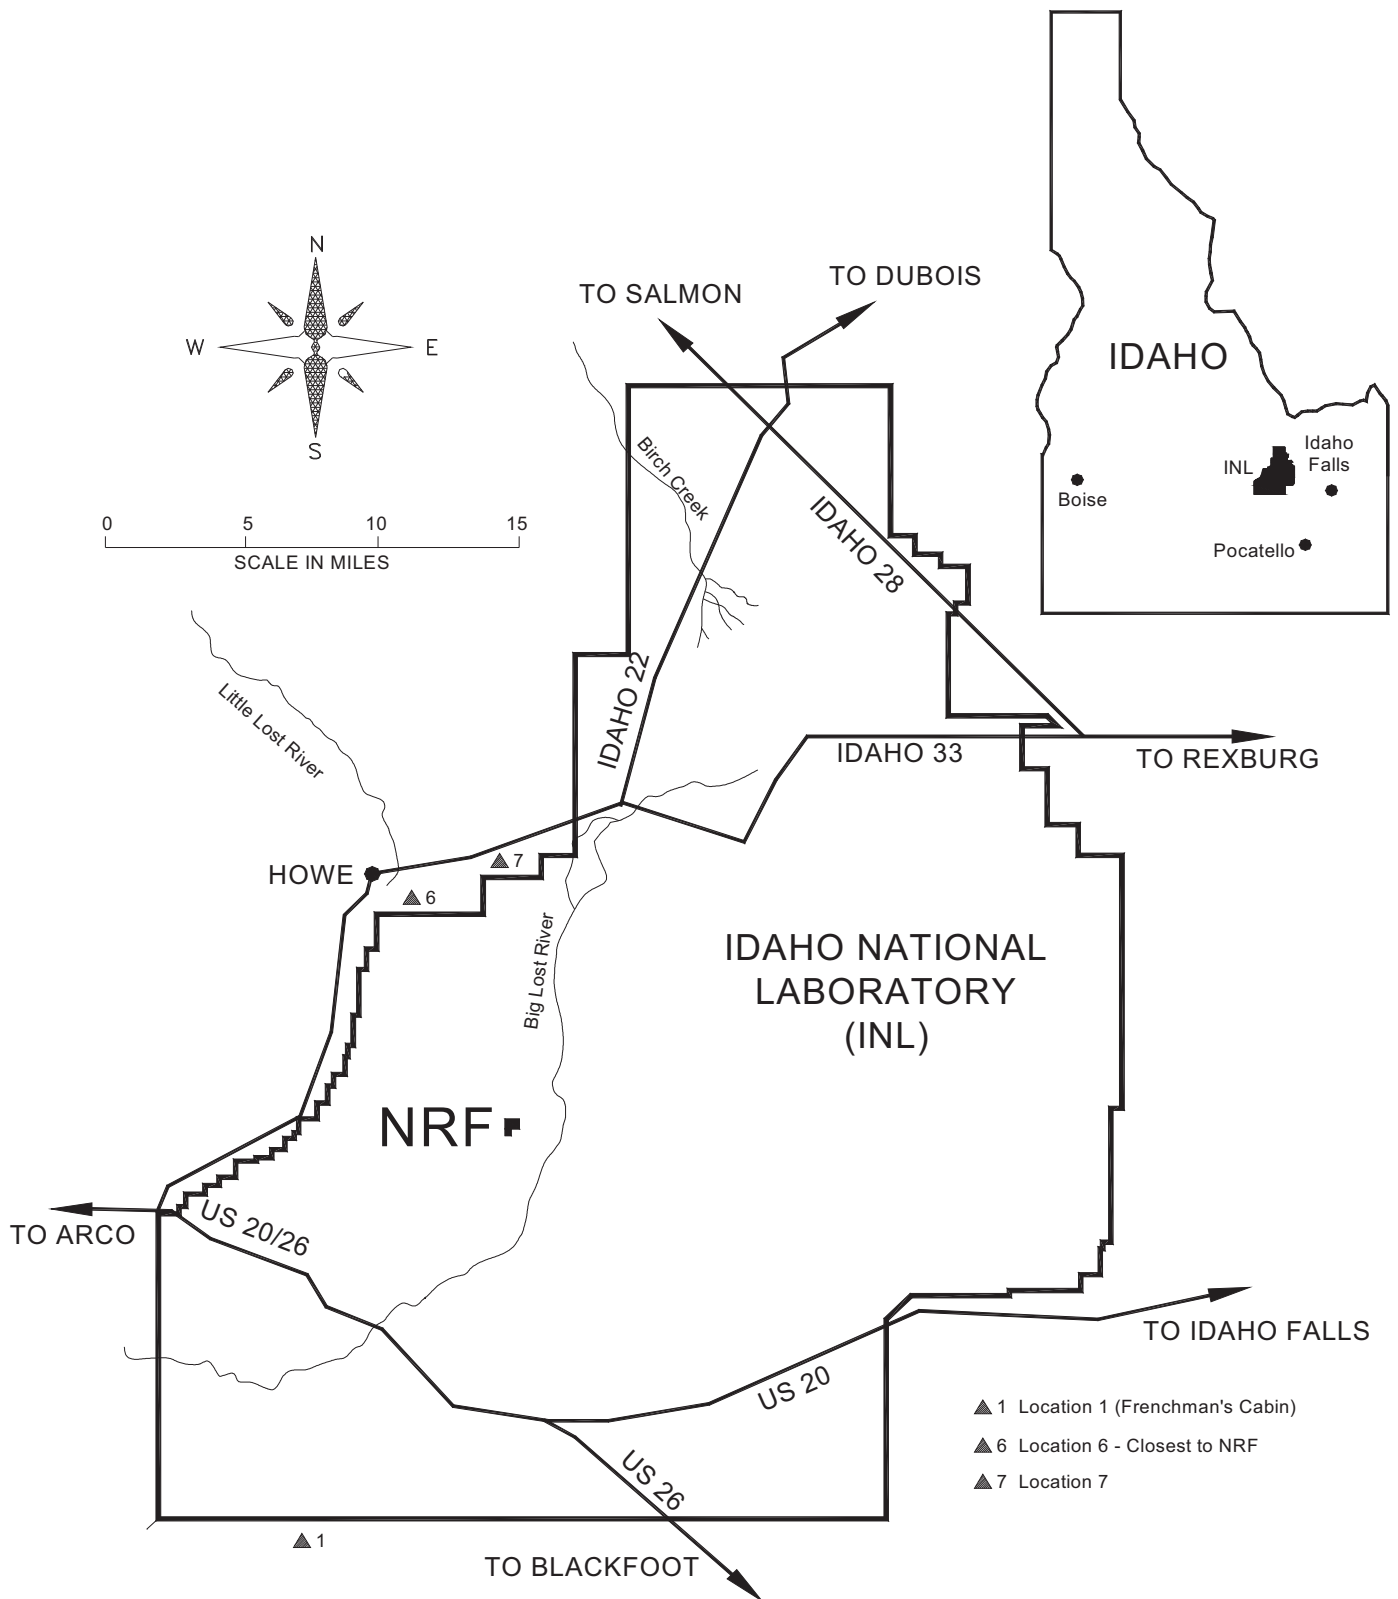 N
W
E
S
0 5 10 15
SCALE IN MILES
TO SALMON
TO DUBOIS
IDAHO
INL
Idaho
Falls
Boise
Pocatello
Birch Creek
IDAHO 28
IDAHO 22
Little Lost River
IDAHO 33
TO REXBURG
HOWE
7
6
Big Lost River
IDAHO NATIONAL
LABORATORY
(INL)
NRF
TO ARCO
US 20/26
TO IDAHO FALLS
US 20
US 26
TO BLACKFOOT
1
1 Location 1 (Frenchman's Cabin)
6 Location 6 - Closest to NRF
7 Location 7